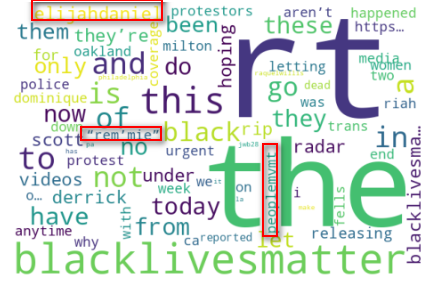 elijahdaniel protestors aren't happened
them they're been these https…
oakland milton
for only and do hoping rt media
coverage women
police is this letting a two
dominique go dead riah
now of was
down "rem'mie" black rip they trans in
scott no
to protest urgent the radar end
videos not under we it on peoplemvmt i
o… derrick week la fells
have with from today let releasing
anytime why ca reported
blacklivesma…
blacklivesmatter